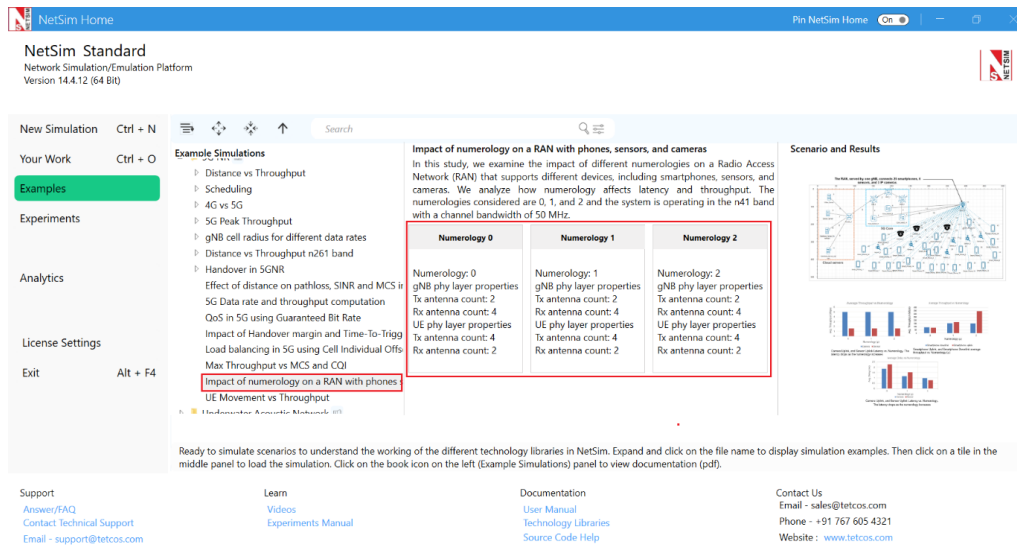 NetSim Home
Pin NetSim Home
On
NetSim Standard
Network Simulation/Emulation Platform
Version 14.4.12 (64 Bit)
NETSIM
New Simulation Ctrl + N
Your Work Ctrl + O
Examples
Experiments
Analytics
License Settings
Exit Alt + F4
Search
Example Simulations
Distance vs Throughput
Scheduling
4G vs 5G
5G Peak Throughput
gNB cell radius for different data rates
Distance vs Throughput n261 band
Handover in 5GNR
Effect of distance on pathloss, SINR and MCS in
5G Data rate and throughput computation
QoS in 5G using Guaranteed Bit Rate
Impact of Handover margin and Time-To-Trigg
Load balancing in 5G using Cell Individual Offs
Max Throughput vs MCS and CQI
Impact of numerology on a RAN with phones s
UE Movement vs Throughput
Underwater Acoustic Network
Impact of numerology on a RAN with phones, sensors, and cameras
In this study, we examine the impact of different numerologies on a Radio Access
Network (RAN) that supports different devices, including smartphones, sensors, and
cameras. We analyze how numerology affects latency and throughput. The
numerologies considered are 0, 1, and 2 and the system is operating in the n41 band
with a channel bandwidth of 50 MHz.
Numerology 0
Numerology: 0
gNB phy layer properties
Tx antenna count: 2
Rx antenna count: 4
UE phy layer properties
Tx antenna count: 4
Rx antenna count: 2
Numerology 1
Numerology: 1
gNB phy layer properties
Tx antenna count: 2
Rx antenna count: 4
UE phy layer properties
Tx antenna count: 4
Rx antenna count: 2
Numerology 2
Numerology: 2
gNB phy layer properties
Tx antenna count: 2
Rx antenna count: 4
UE phy layer properties
Tx antenna count: 4
Rx antenna count: 2
Scenario and Results
Ready to simulate scenarios to understand the working of the different technology libraries in NetSim. Expand and click on the file name to display simulation examples. Then click on a tile in the
middle panel to load the simulation. Click on the book icon on the left (Example Simulations) panel to view documentation (pdf).
Support
Answer/FAQ
Contact Technical Support
Email - support@tetcos.com
Learn
Videos
Experiments Manual
Documentation
User Manual
Technology Libraries
Source Code Help
Contact Us
Email - sales@tetcos.com
Phone - +91 767 605 4321
Website : www.tetcos.com